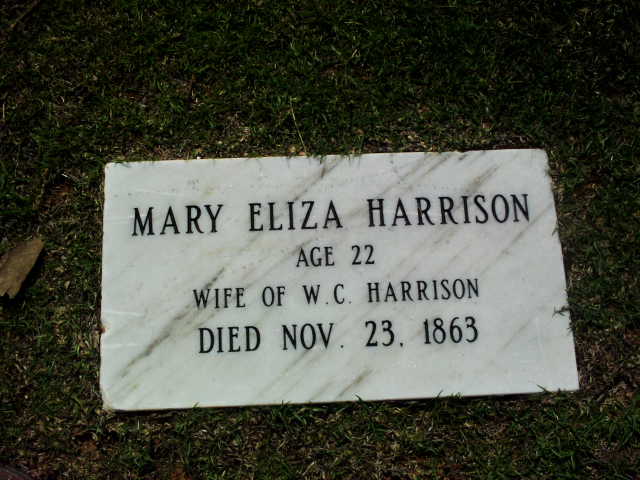 MARY ELIZA HARRISON
AGE 22
WIFE OF W.C. HARRISON
DIED NOV. 23, 1863